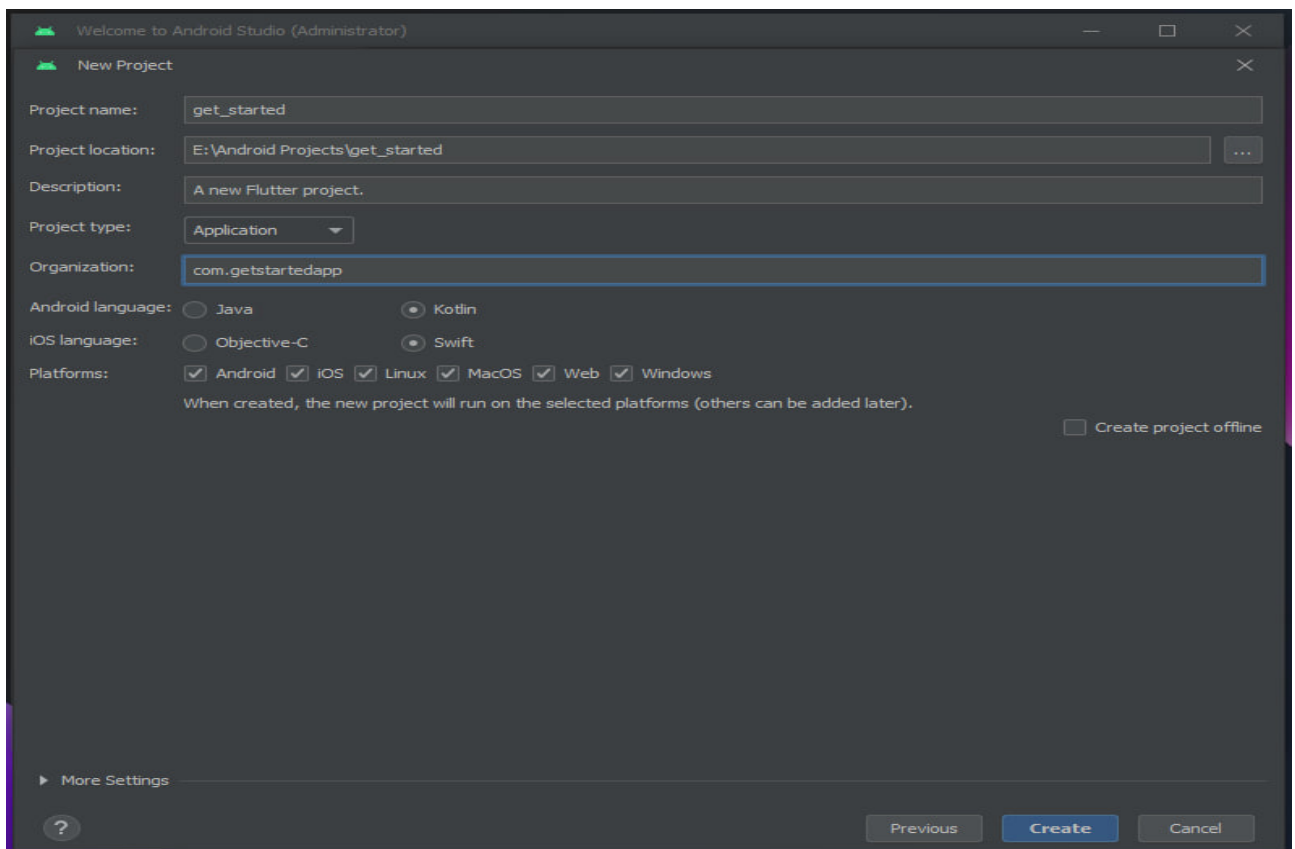 Welcome to Android Studio (Administrator)
New Project
Project name: get_started
Project location: E:\Android Projects\get_started ...
Description: A new Flutter project.
Project type: Application
Organization: com.getstartedapp
Android language: Java Kotlin
iOS language: Objective-C Swift
Platforms: Android iOS Linux MacOS Web Windows
When created, the new project will run on the selected platforms (others can be added later).
Create project offline
More Settings
? Previous Create Cancel